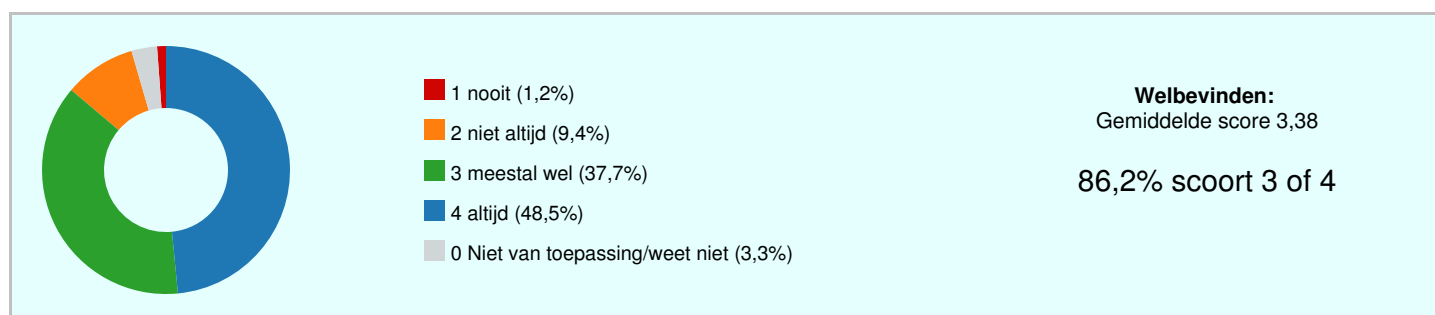 1 nooit (1,2%)
2 niet altijd (9,4%)
3 meestal wel (37,7%)
4 altijd (48,5%)
0 Niet van toepassing/weet niet (3,3%)
Welbevinden:
Gemiddelde score 3,38
86,2% scoort 3 of 4